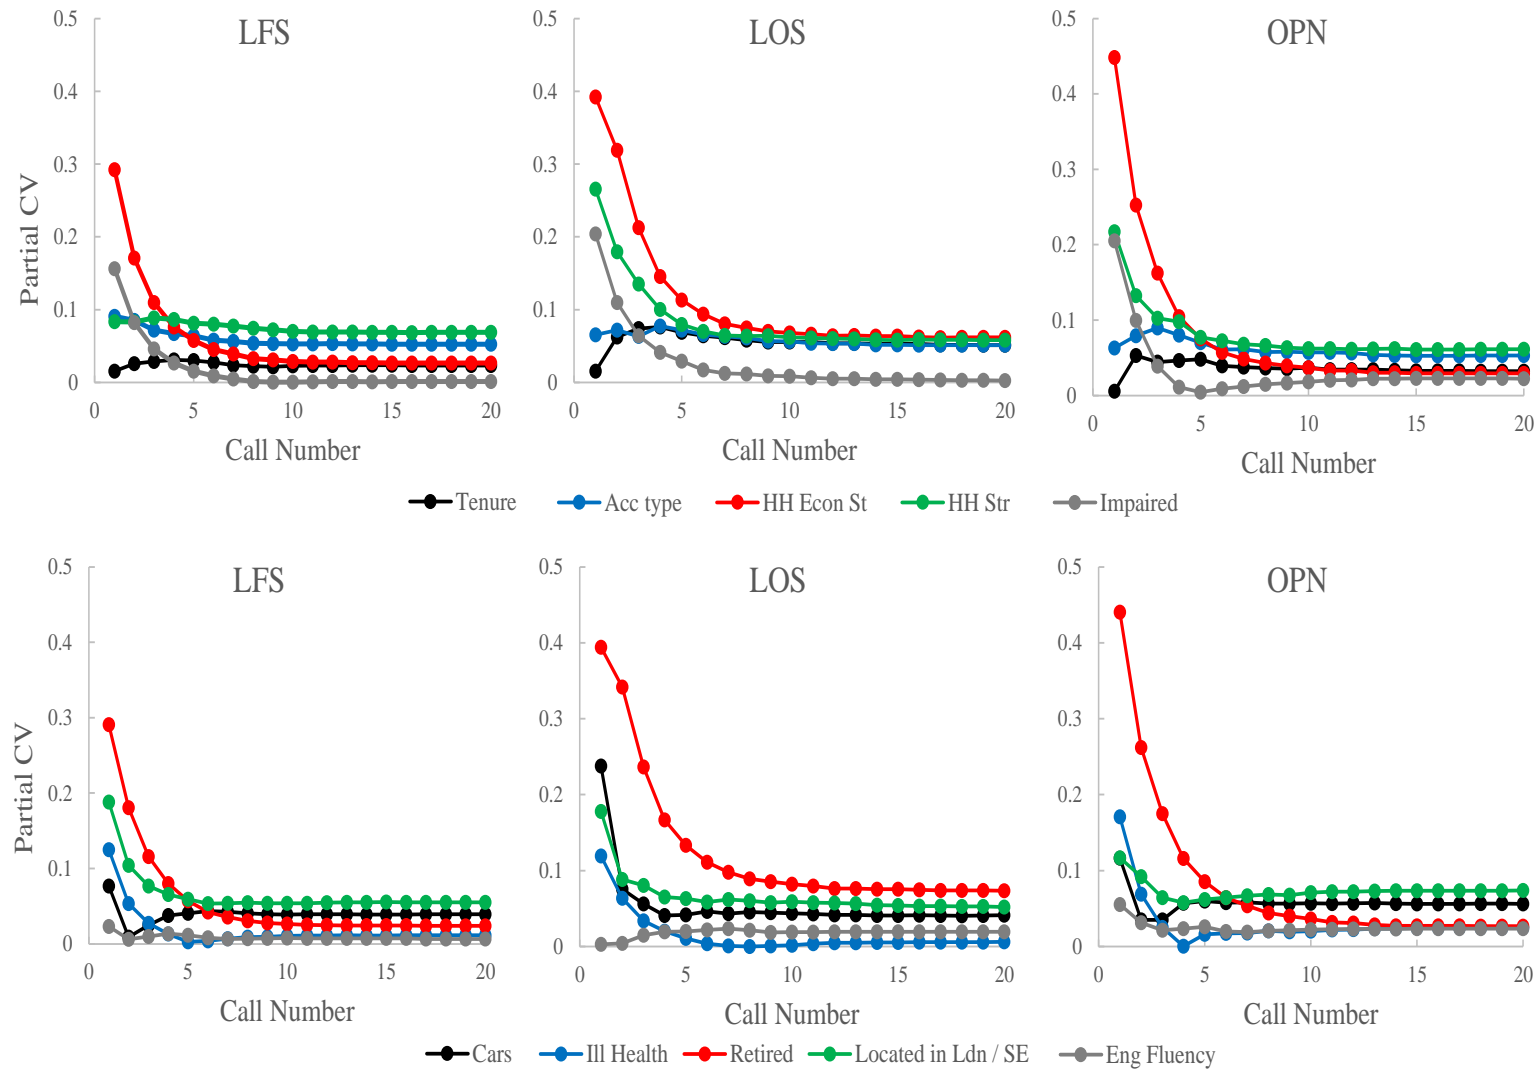 LFS
LOS
OPN
0.5
0.4
0.3
0.2
0.1
0
0 5 10 15 20
Partial CV
Call Number
0.5
0.4
0.3
0.2
0.1
0
0 5 10 15 20
Call Number
0.5
0.4
0.3
0.2
0.1
0
0 5 10 15 20
Call Number
Tenure Acc type HH Econ St HH Str Impaired
LFS
LOS
OPN
0.5
0.4
0.3
0.2
0.1
0
0 5 10 15 20
Partial CV
Call Number
0.5
0.4
0.3
0.2
0.1
0
0 5 10 15 20
Call Number
0.5
0.4
0.3
0.2
0.1
0
0 5 10 15 20
Call Number
Cars Ill Health Retired Located in Ldn / SE Eng Fluency